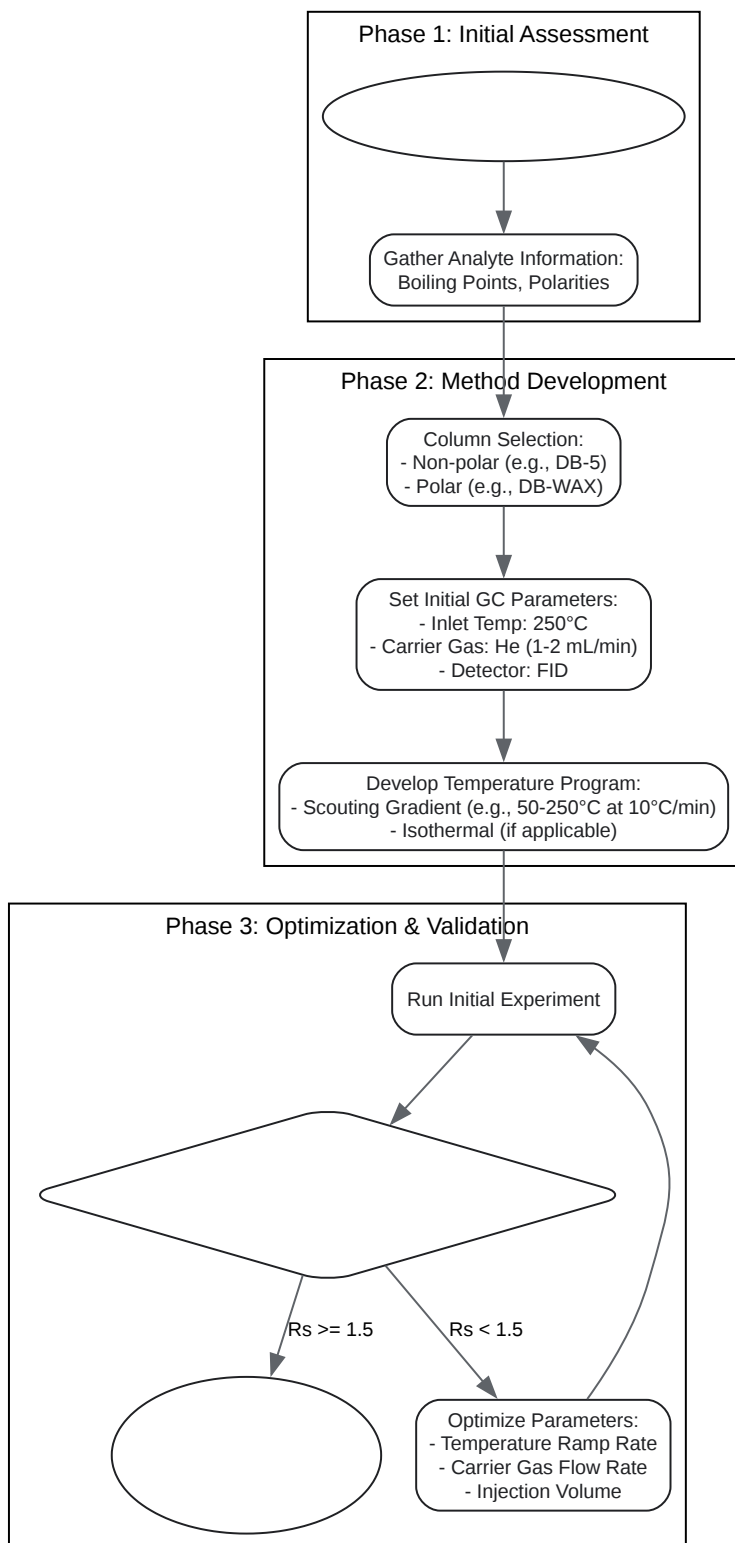 Phase 1: Initial Assessment
Gather Analyte Information:
Boiling Points, Polarities
Phase 2: Method Development
Column Selection:
- Non-polar (e.g., DB-5)
- Polar (e.g., DB-WAX)
Set Initial GC Parameters:
- Inlet Temp: 250°C
- Carrier Gas: He (1-2 mL/min)
- Detector: FID
Develop Temperature Program:
- Scouting Gradient (e.g., 50-250°C at 10°C/min)
- Isothermal (if applicable)
Phase 3: Optimization & Validation
Run Initial Experiment
Rs >= 1.5
Rs < 1.5
Optimize Parameters:
- Temperature Ramp Rate
- Carrier Gas Flow Rate
- Injection Volume